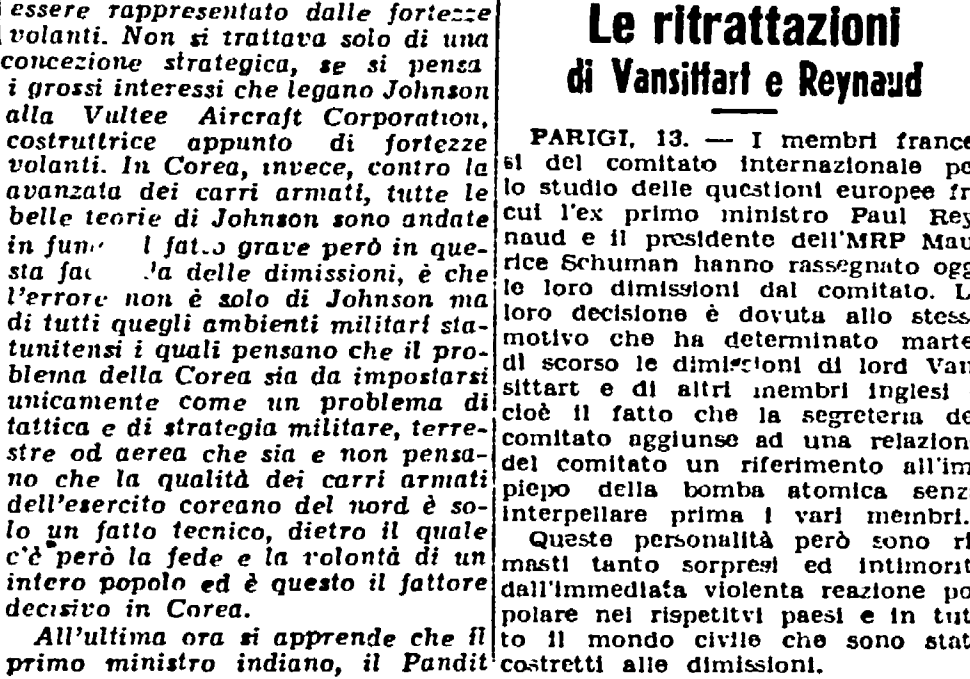 essere rappresentato dalle fortezze
volanti. Non si trattava solo di una
concezione strategica, se si pensa
i grossi interessi che legano Johnson
alla Vultee Aircraft Corporation,
costruttrice appunto di fortezze
volanti. In Corea, invece, contro la
avanzata dei carri armati, tutte le
belle teorie di Johnson sono andate
in fum l fatto grave però in que-
sta fac a delle dimissioni, è che
l'errore non è solo di Johnson ma
di tutti quegli ambienti militari sta-
tunitensi i quali pensano che il pro-
blema della Corea sia da impostarsi
unicamente come un problema di
tattica e di strategia militare, terre-
stre od aerea che sia e non pensa-
no che la qualità dei carri armati
dell'esercito coreano del nord è so-
lo un fatto tecnico, dietro il quale
c'è però la fede e la volontà di un
intero popolo ed è questo il fattore
decisivo in Corea.
All'ultima ora si apprende che il
primo ministro indiano, il Pandit
Le ritrattazioni
di Vansittart e Reynaud
PARIGI, 13. — I membri france
si del comitato internazionale pe
lo studio delle questioni europee fr
cui l'ex primo ministro Paul Rey
naud e il presidente dell'MRP Mau
rice Schuman hanno rassegnato ogg
le loro dimissioni dal comitato. L
loro decisione è dovuta allo stess
motivo che ha determinato marte
dì scorso le dimissioni di lord Van
sittart e di altri membri inglesi
cioè il fatto che la segreteria de
comitato aggiunse ad una relazion
del comitato un riferimento all'im
piepo della bomba atomica senz
interpellare prima i vari membri.
Queste personalità però sono ri
masti tanto sorpresi ed intimorit
dall'immediata violenta reazione po
polare nei rispetitvi paesi e in tut
to il mondo civile che sono stat
costretti alle dimissioni.